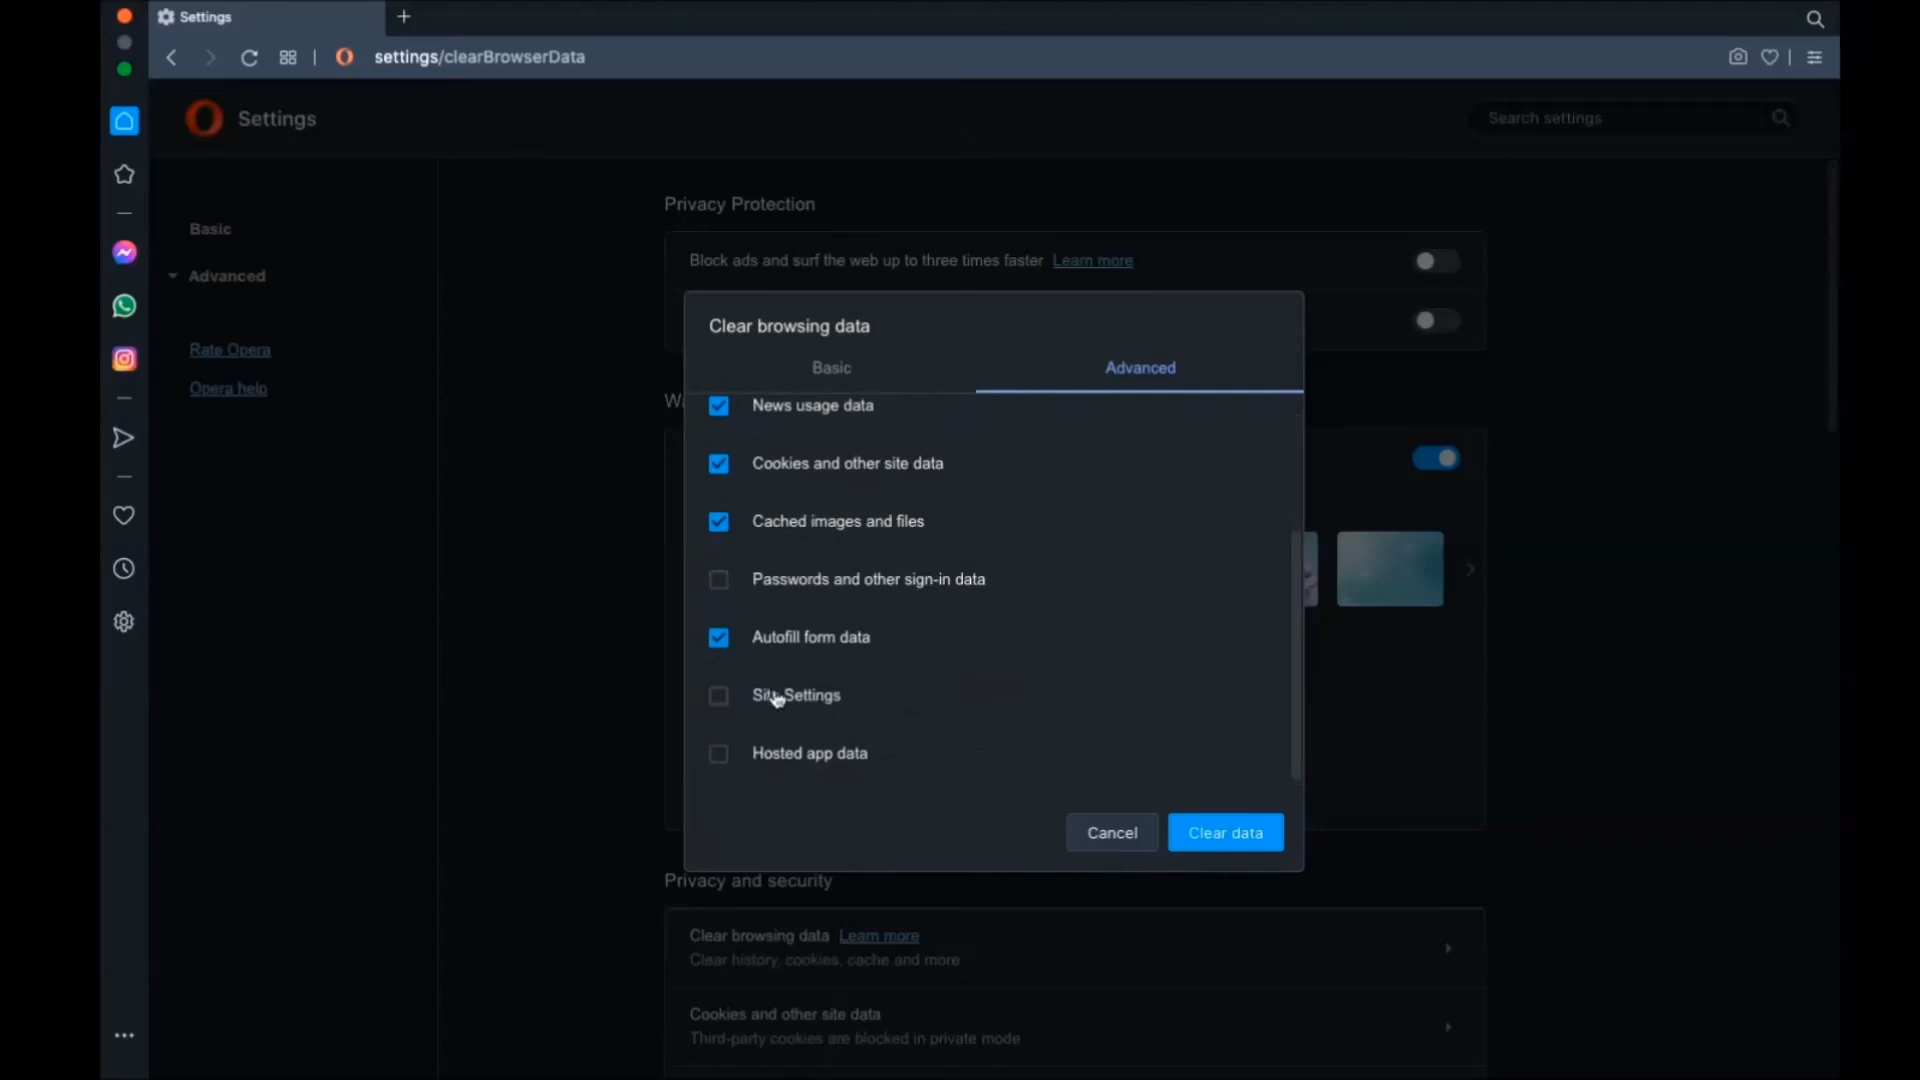 Settings
settings/clearBrowserData
Settings
Search settings
Basic
Advanced
Rate Opera
Opera help
Privacy Protection
Block ads and surf the web up to three times faster Learn more
Clear browsing data
Basic
Advanced
News usage data
Cookies and other site data
Cached images and files
Passwords and other sign-in data
Autofill form data
Site Settings
Hosted app data
Cancel
Clear data
Privacy and security
Clear browsing data Learn more
Clear history, cookies, cache and more
Cookies and other site data
Third-party cookies are blocked in private mode